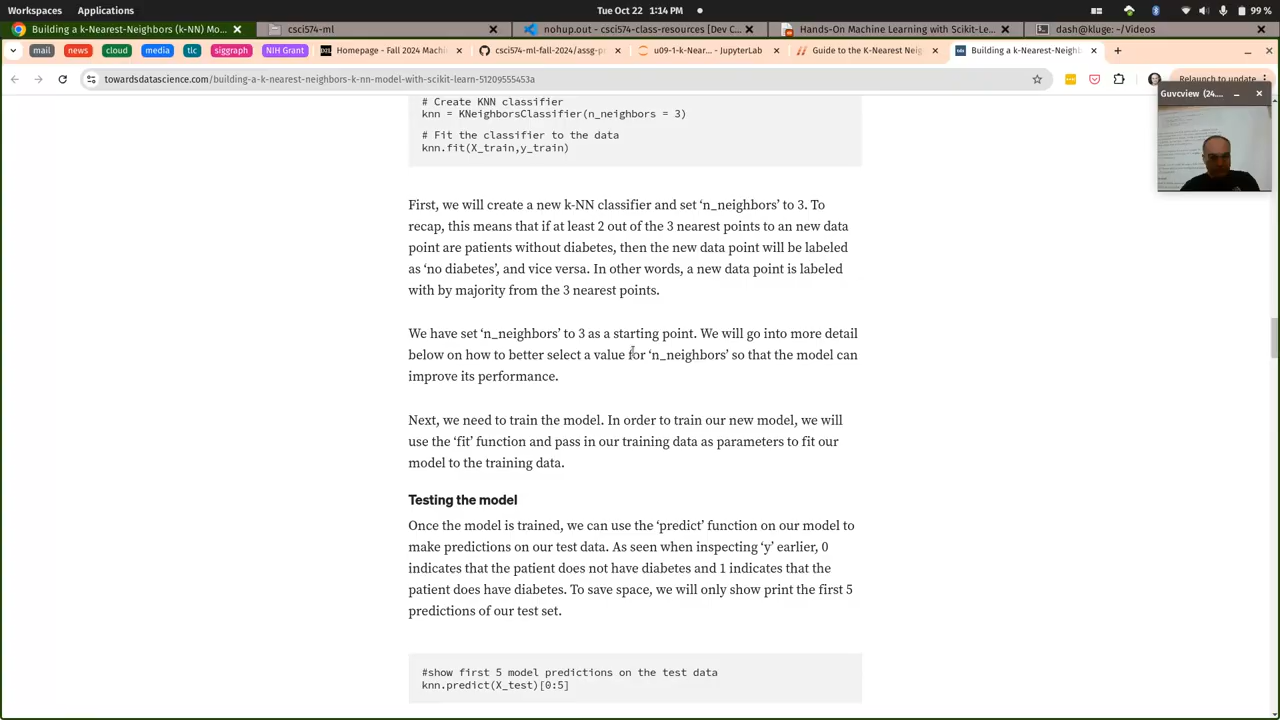 Workspaces Applications Tue Oct 22 1:14 PM 99 %
Building a k-Nearest-Neighbors (k-NN) Mo... csci574-ml nohup.out - csci574-class-resources [Dev C... Hands-On Machine Learning with Scikit-Le... dash@kluge:~/Videos
mail news cloud media tlc siggraph NIH Grant Homepage - Fall 2024 Machi csci574-ml-fall-2024/assg-p u09-1-k-Near... - JupyterLab Guide to the K-Nearest Neig Building a k-Nearest-Neighb
towardsdatascience.com/building-a-k-nearest-neighbors-k-nn-model-with-scikit-learn-51209555453a Relaunch to update
Guvcview (24....
# Create KNN classifier
knn = KNeighborsClassifier(n_neighbors = 3)
# Fit the classifier to the data
knn.fit(X_train,y_train)
First, we will create a new k-NN classifier and set ‘n_neighbors’ to 3. To
recap, this means that if at least 2 out of the 3 nearest points to an new data
point are patients without diabetes, then the new data point will be labeled
as ‘no diabetes’, and vice versa. In other words, a new data point is labeled
with by majority from the 3 nearest points.
We have set ‘n_neighbors’ to 3 as a starting point. We will go into more detail
below on how to better select a value for ‘n_neighbors’ so that the model can
improve its performance.
Next, we need to train the model. In order to train our new model, we will
use the ‘fit’ function and pass in our training data as parameters to fit our
model to the training data.
Testing the model
Once the model is trained, we can use the ‘predict’ function on our model to
make predictions on our test data. As seen when inspecting ‘y’ earlier, 0
indicates that the patient does not have diabetes and 1 indicates that the
patient does have diabetes. To save space, we will only show print the first 5
predictions of our test set.
#show first 5 model predictions on the test data
knn.predict(X_test)[0:5]